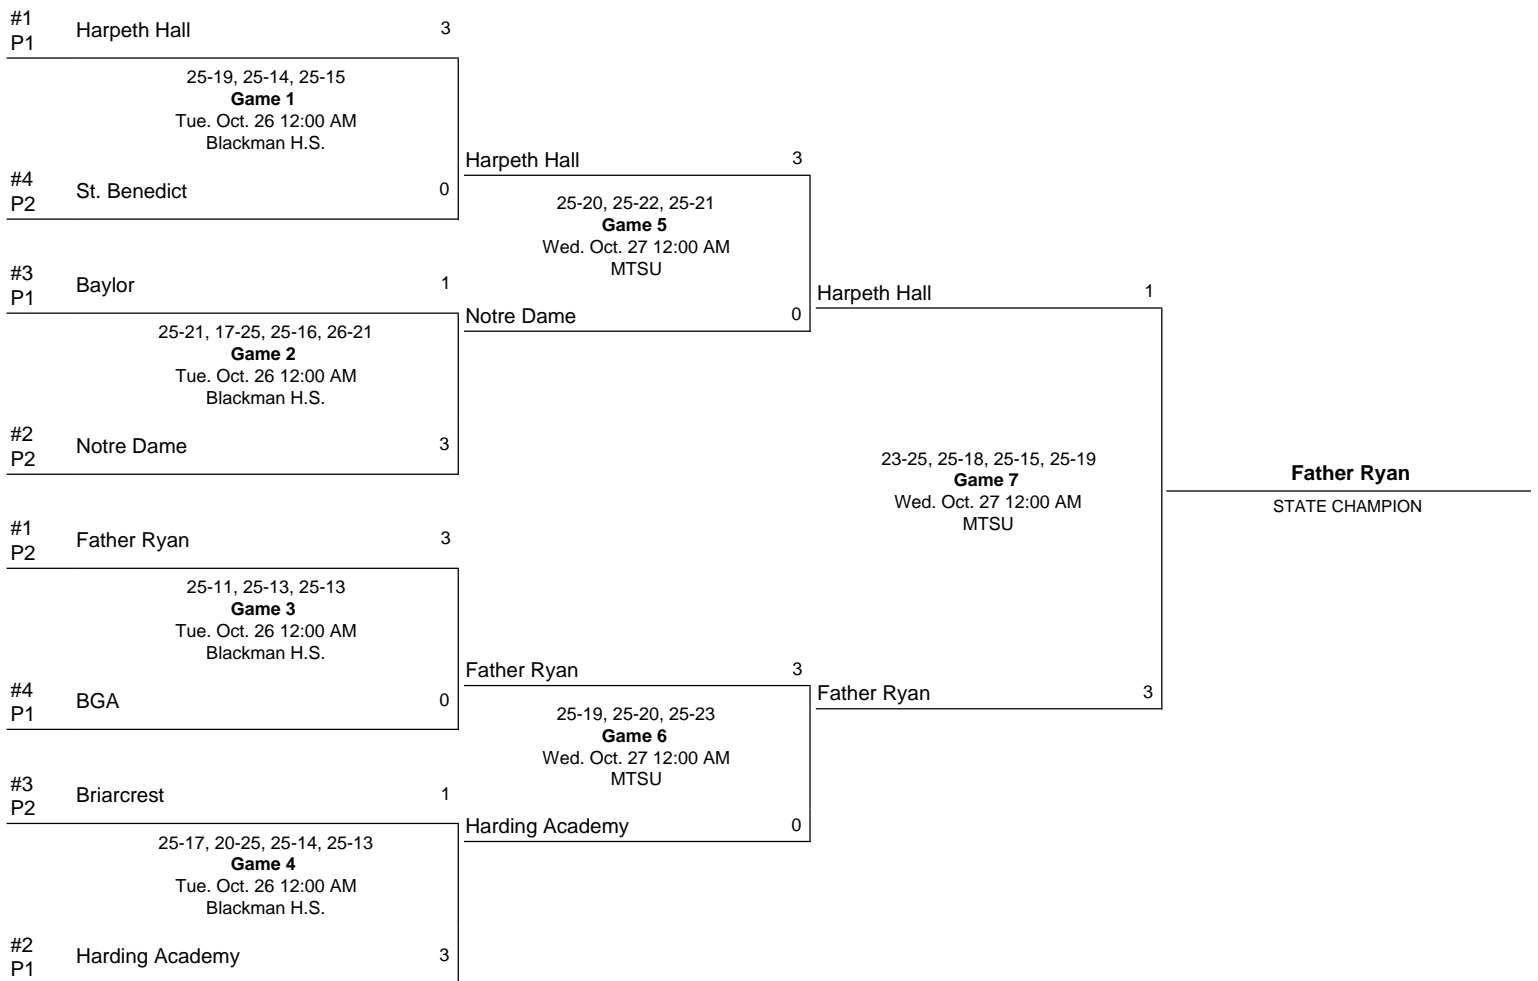 #1
P1
Harpeth Hall 3
25-19, 25-14, 25-15
Game 1
Tue. Oct. 26 12:00 AM
Blackman H.S.
#4
P2
St. Benedict 0
#3
P1
Baylor 1
25-21, 17-25, 25-16, 26-21
Game 2
Tue. Oct. 26 12:00 AM
Blackman H.S.
#2
P2
Notre Dame 3
#1
P2
Father Ryan 3
25-11, 25-13, 25-13
Game 3
Tue. Oct. 26 12:00 AM
Blackman H.S.
#4
P1
BGA 0
#3
P2
Briarcrest 1
25-17, 20-25, 25-14, 25-13
Game 4
Tue. Oct. 26 12:00 AM
Blackman H.S.
#2
P1
Harding Academy 3
Harpeth Hall 3
25-20, 25-22, 25-21
Game 5
Wed. Oct. 27 12:00 AM
MTSU
Notre Dame 0
Father Ryan 3
25-19, 25-20, 25-23
Game 6
Wed. Oct. 27 12:00 AM
MTSU
Harding Academy 0
Harpeth Hall 1
23-25, 25-18, 25-15, 25-19
Game 7
Wed. Oct. 27 12:00 AM
MTSU
Father Ryan 3
Father Ryan
STATE CHAMPION